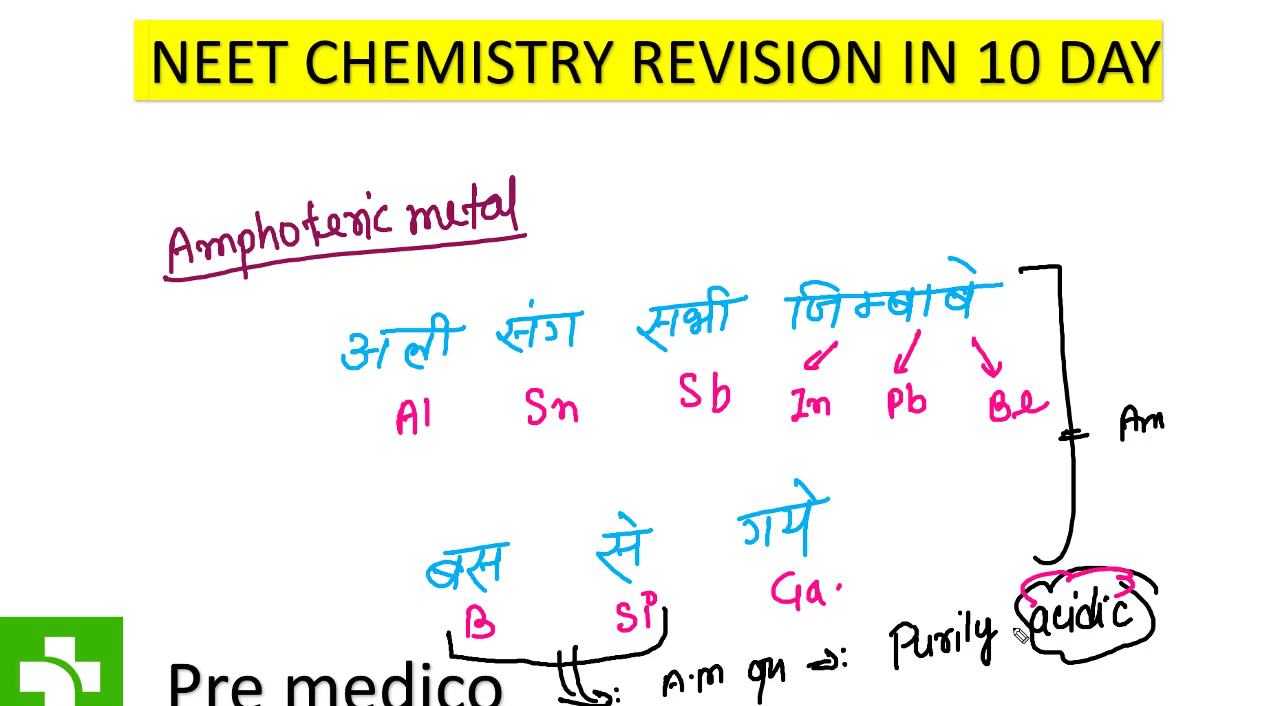 NEET CHEMISTRY REVISION IN 10 DAY
Amphoteric metal
अली संग सभी जिम्बाबे
Al Sn Sb In Pb Be
Am
बस से गये
B Si Ga.
acidic
A.m Purily
Pre medico